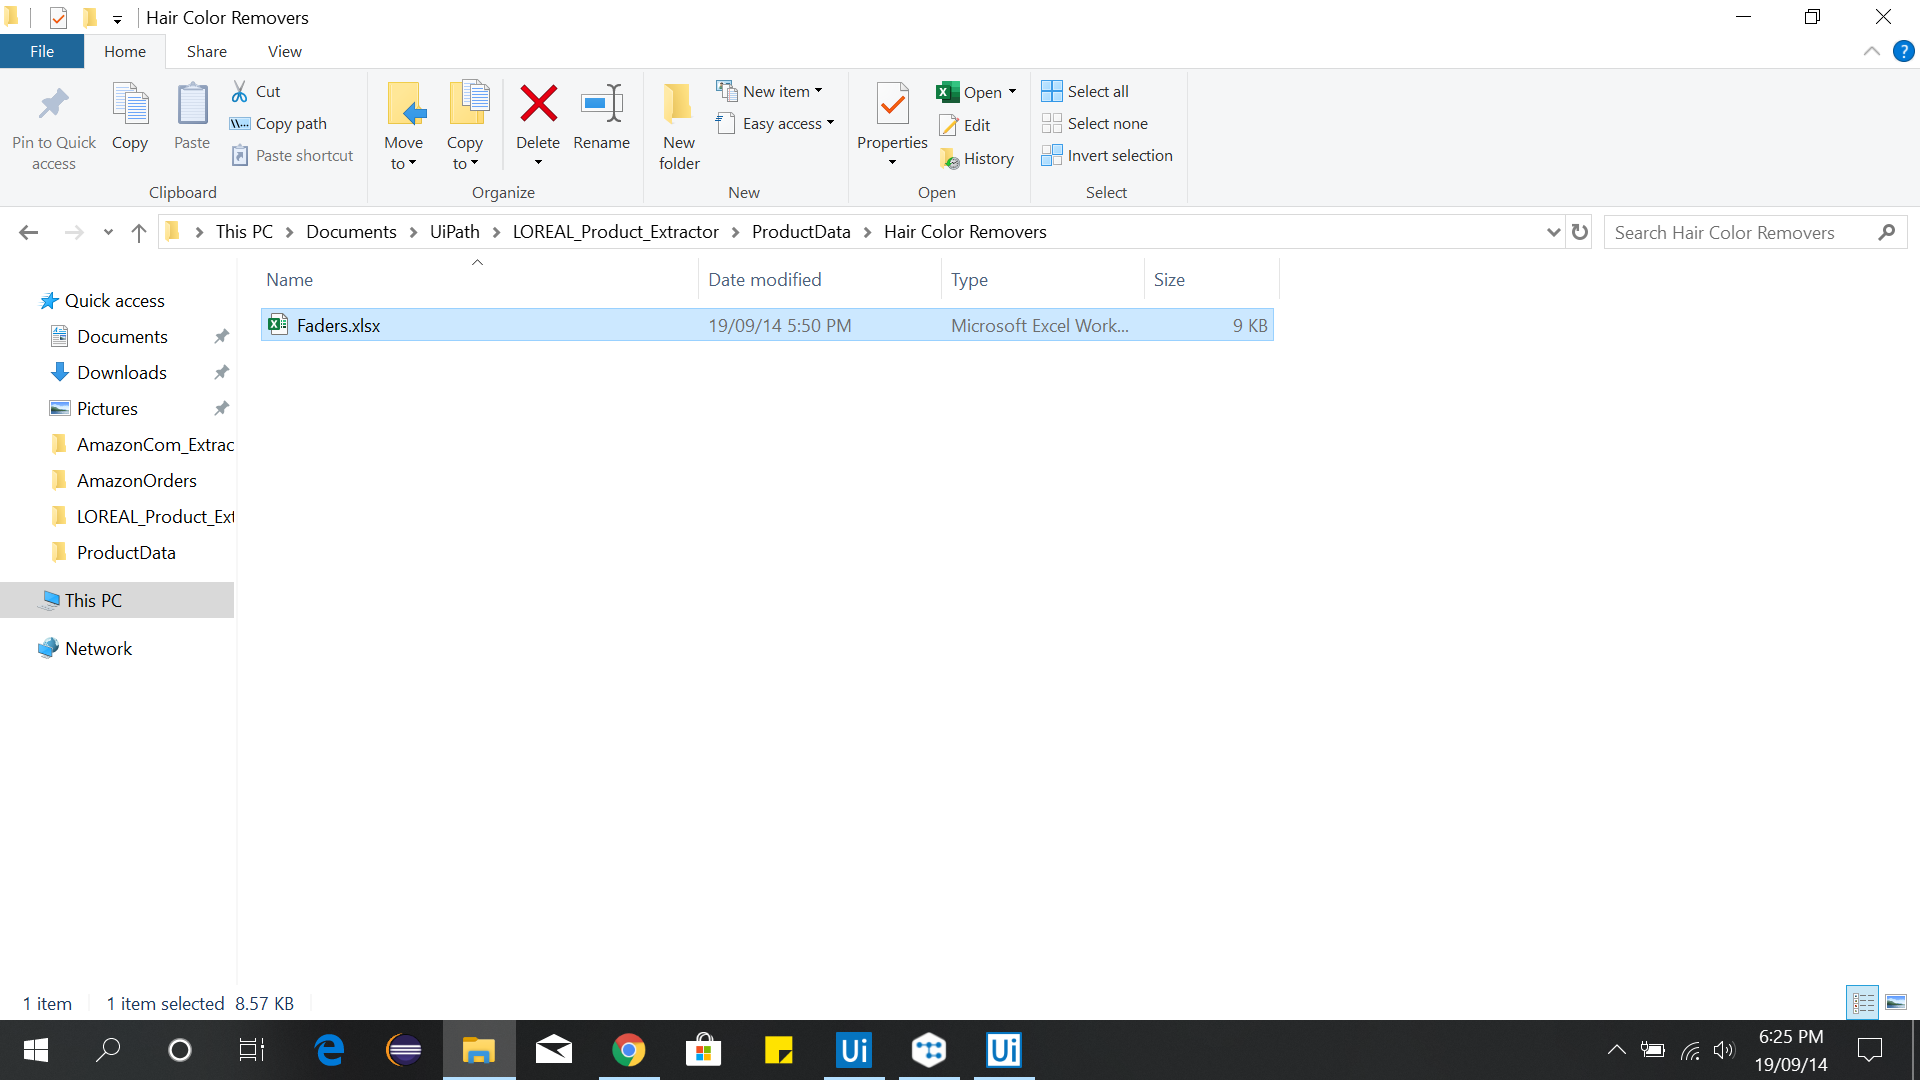 Hair Color Removers
File Home Share View
Pin to Quick access
Copy
Paste
Cut
Copy path
Paste shortcut
Clipboard
Move to
Copy to
Delete
Rename
Organize
New folder
New item
Easy access
New
Properties
Open
Edit
History
Open
Select all
Select none
Invert selection
Select
This PC > Documents > UiPath > LOREAL_Product_Extractor > ProductData > Hair Color Removers
Search Hair Color Removers
Name Date modified Type Size
Faders.xlsx 19/09/14 5:50 PM Microsoft Excel Work... 9 KB
Quick access
Documents
Downloads
Pictures
AmazonCom_Extrac
AmazonOrders
LOREAL_Product_Ext
ProductData
This PC
Network
1 item 1 item selected 8.57 KB
Ui
Ui
6:25 PM
19/09/14